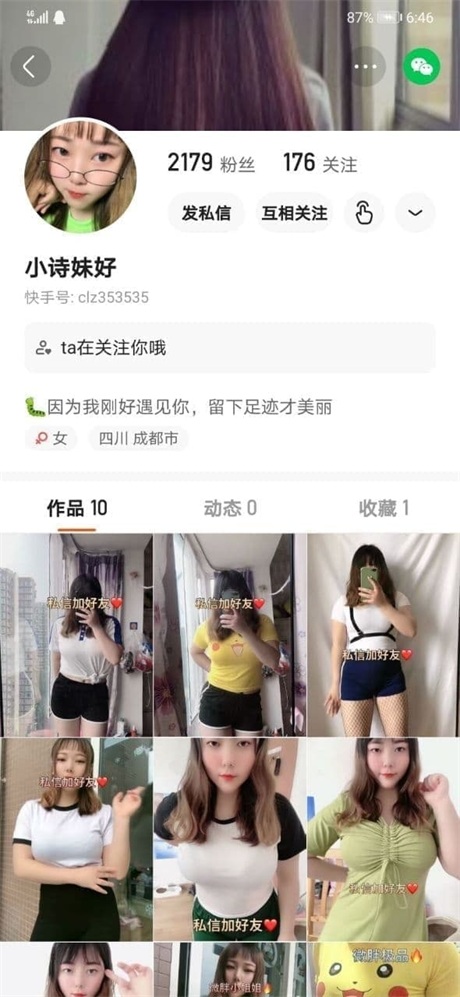 4G 87% 6:46
2179 粉丝 176 关注
发私信 互相关注
小诗妹好
快手号: clz353535
ta在关注你哦
因为我刚好遇见你，留下足迹才美丽
女 四川 成都市
作品 10 动态 0 收藏 1
私信加好友
私信加好友
私信加好友
私信加好友
私信加好友
私信加好友
微胖小姐姐
微胖极品